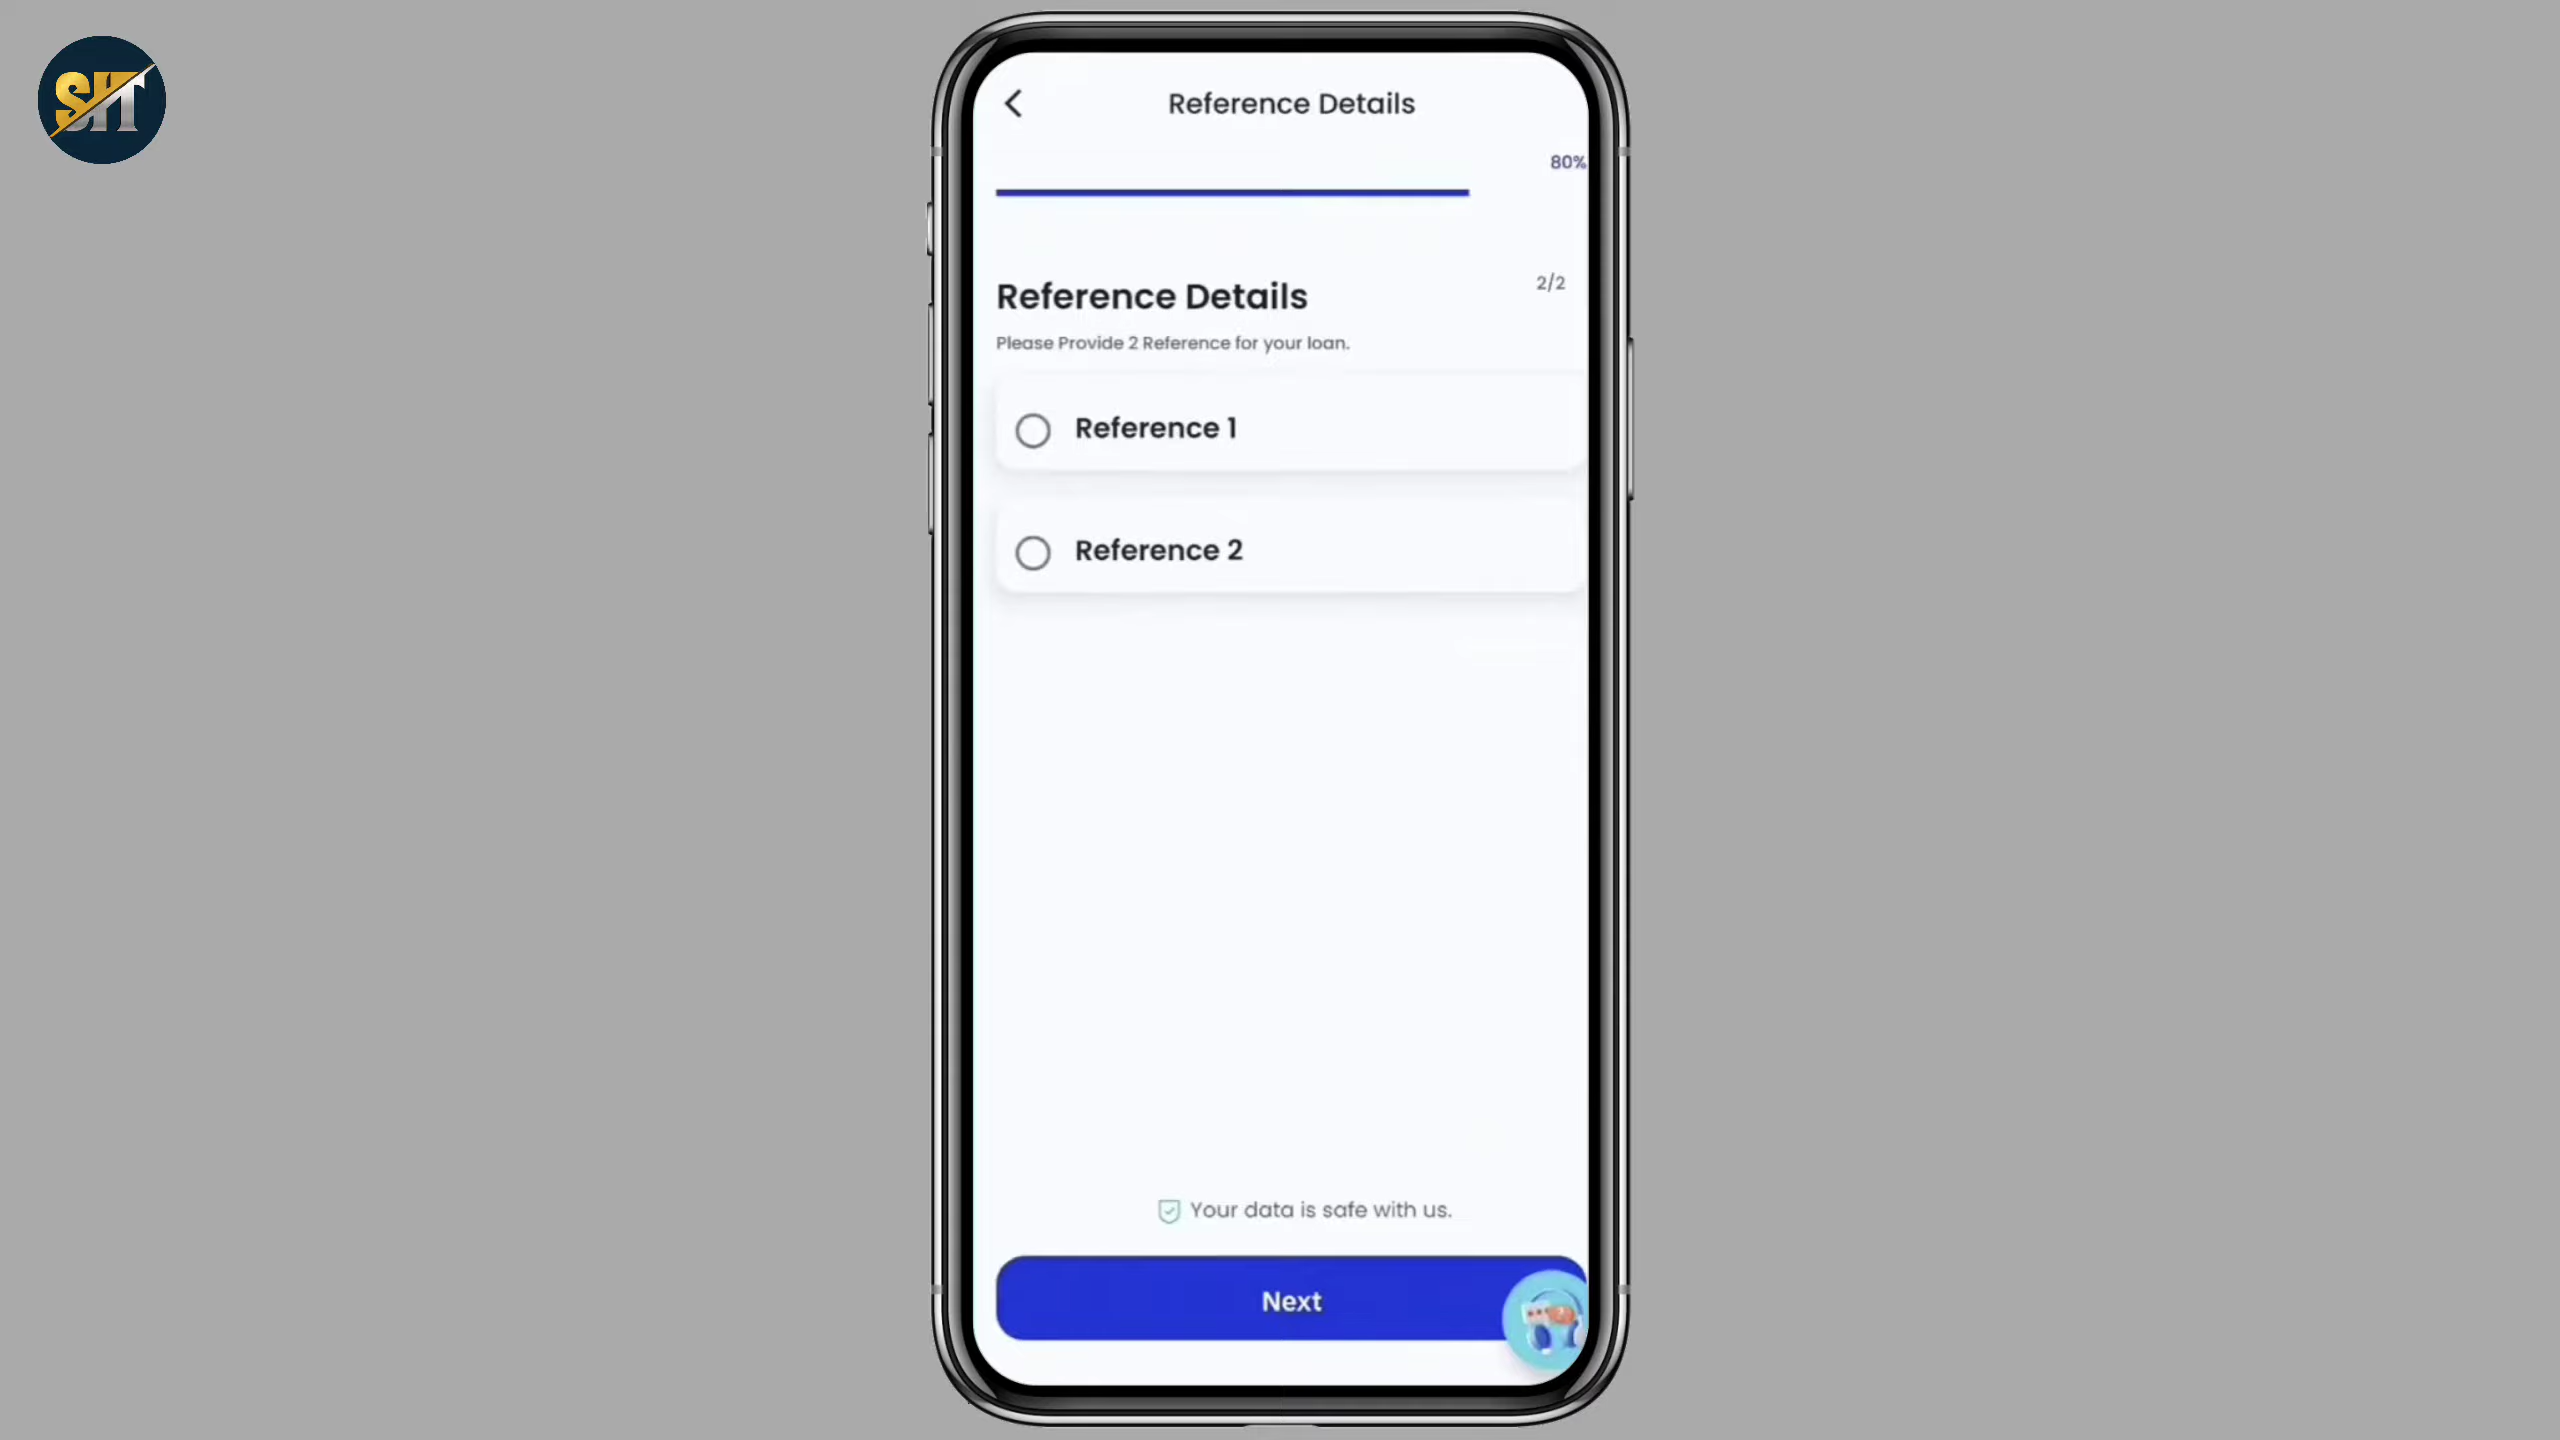 SHT
Reference Details
80%
Reference Details
2/2
Please Provide 2 Reference for your loan.
Reference 1
Reference 2
Your data is safe with us.
Next